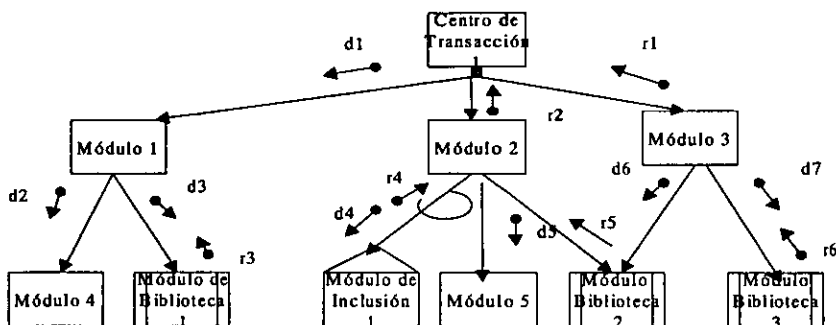 Centro de
Transacción
1
d1
r1
r2
Módulo 1
Módulo 2
Módulo 3
d2
d3
r3
d4
r4
d5
r5
d6
d7
r6
Módulo 4
Módulo de
Biblioteca
1
Módulo de
Inclusión
1
Módulo 5
Módulo
Biblioteca
2
Módulo
Biblioteca
3